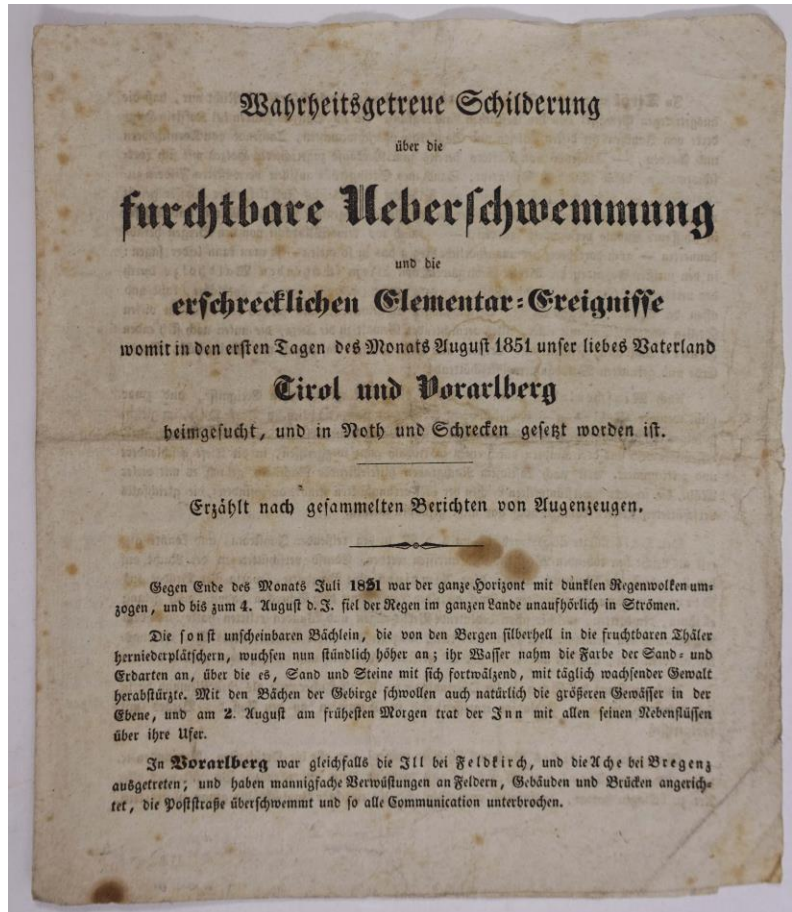 Wahrheitsgetreue Schilderung
über die
furchtbare Ueberschwemmung
und die
erschrecklichen Elementar-Ereignisse
womit in den ersten Tagen des Monats August 1851 unser liebes Vaterland
Tirol und Vorarlberg
heimgesucht, und in Noth und Schrecken gesetzt worden ist.
Erzählt nach gesammelten Berichten von Augenzeugen.
Gegen Ende des Monats Juli 1851 war der ganze Horizont mit dunklen Regenwolken um-
zogen, und bis zum 4. August d. J. fiel der Regen im ganzen Lande unaufhörlich in Strömen.
Die sonst unscheinbaren Bächlein, die von den Bergen silberhell in die fruchtbaren Thäler
herniederplätschern, wuchsen nun stündlich höher an; ihr Wasser nahm die Farbe der Sand- und
Erdarten an, über die es, Sand und Steine mit sich fortwälzend, mit täglich wachsender Gewalt
herabstürzte. Mit den Bächen der Gebirge schwollen auch natürlich die größeren Gewässer in der
Ebene, und am 2. August am frühesten Morgen trat der Inn mit allen seinen Nebenflüssen
über ihre Ufer.
In Vorarlberg war gleichfalls die Ill bei Feldkirch, und die Ache bei Bregenz
ausgetreten; und haben mannigfache Verwüstungen an Feldern, Gebäuden und Brücken angerich-
tet, die Poststraße überschwemmt und so alle Communication unterbrochen.